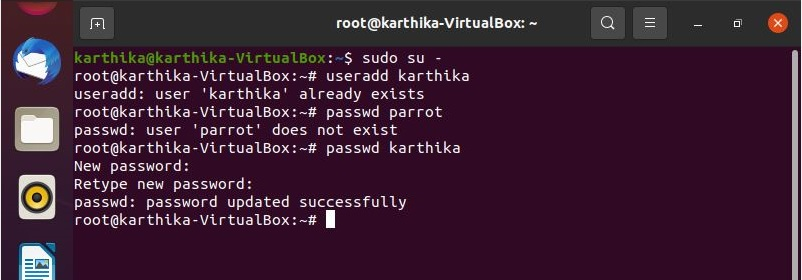 root@karthika-VirtualBox: ~
karthika@karthika-VirtualBox:~$ sudo su -
root@karthika-VirtualBox:~# useradd karthika
useradd: user 'karthika' already exists
root@karthika-VirtualBox:~# passwd parrot
passwd: user 'parrot' does not exist
root@karthika-VirtualBox:~# passwd karthika
New password:
Retype new password:
passwd: password updated successfully
root@karthika-VirtualBox:~#